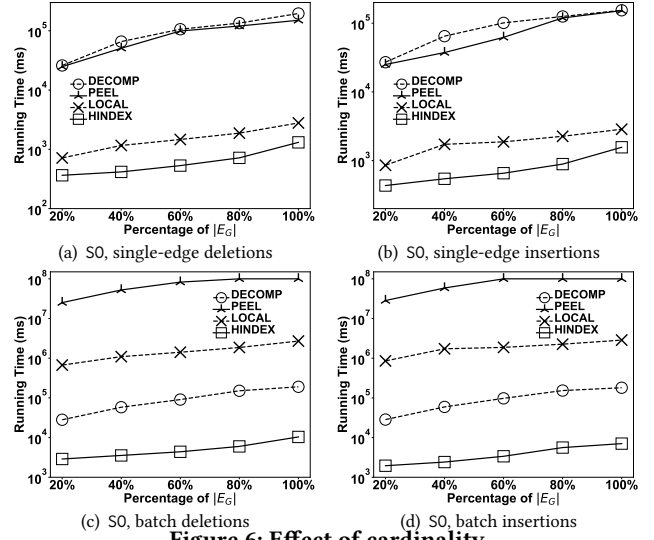 Running Time (ms)
10^5
10^4
10^3
10^2
DECOMP
PEEL
LOCAL
HINDEX
20% 40% 60% 80% 100%
Percentage of |E_G|
(a) S0, single-edge deletions
Running Time (ms)
10^5
10^4
10^3
DECOMP
PEEL
LOCAL
HINDEX
20% 40% 60% 80% 100%
Percentage of |E_G|
(b) S0, single-edge insertions
Running Time (ms)
10^8
10^7
10^6
10^5
10^4
10^3
DECOMP
PEEL
LOCAL
HINDEX
20% 40% 60% 80% 100%
Percentage of |E_G|
(c) S0, batch deletions
Running Time (ms)
10^8
10^7
10^6
10^5
10^4
10^3
DECOMP
PEEL
LOCAL
HINDEX
20% 40% 60% 80% 100%
Percentage of |E_G|
(d) S0, batch insertions
Figure 6: Effect of cardinality